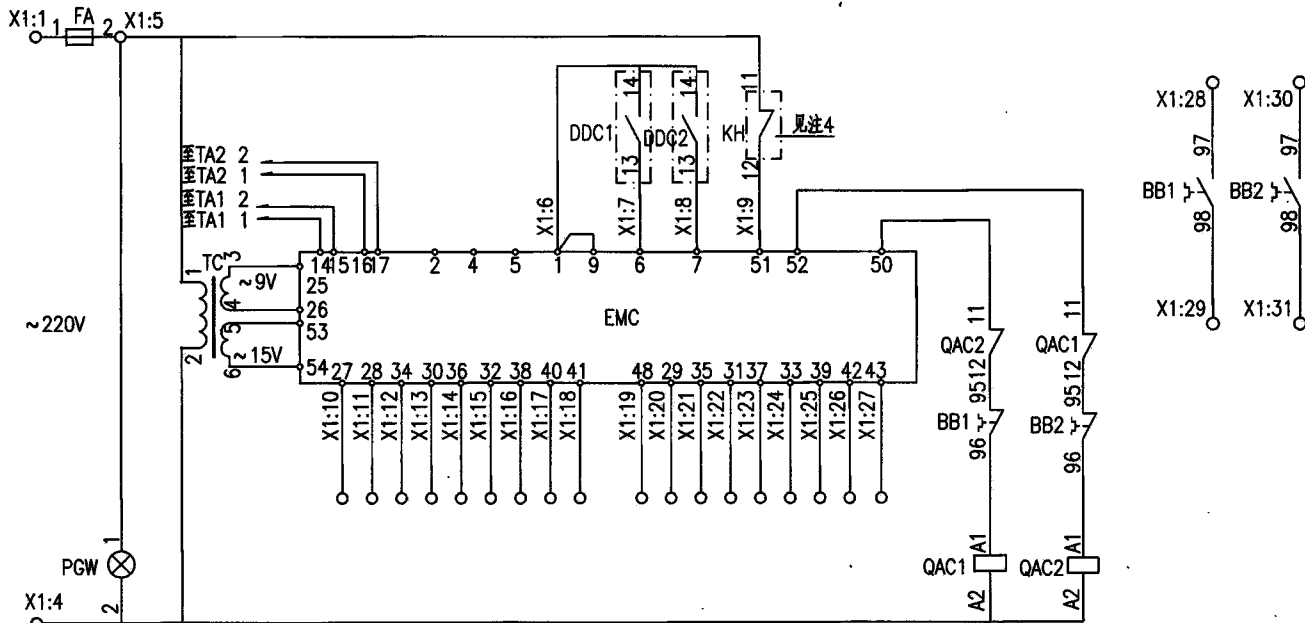 X1:1
1
FA
2
X1:5
至TA2 2
至TA2 1
至TA1 2
至TA1 1
X1:6
DDC1
14
13
X1:7
DDC2
14
13
X1:8
KH
11
12
X1:9
见注4
X1:28
97
BB1
98
X1:29
X1:30
97
BB2
98
X1:31
14 15 16 17 2 4 5 1 9 6 7 51 52 50
~220V
TC
1
2
3
~9V
4
5
~15V
6
25
26
53
54
EMC
27 28 34 30 36 32 38 40 41 48 29 35 31 37 33 39 42 43
X1:10
X1:11
X1:12
X1:13
X1:14
X1:15
X1:16
X1:17
X1:18
X1:19
X1:20
X1:21
X1:22
X1:23
X1:24
X1:25
X1:26
X1:27
11
QAC2
12
95
BB1
96
A1
QAC1
A2
11
QAC1
12
95
BB2
96
A1
QAC2
A2
1
PGW
2
X1:4